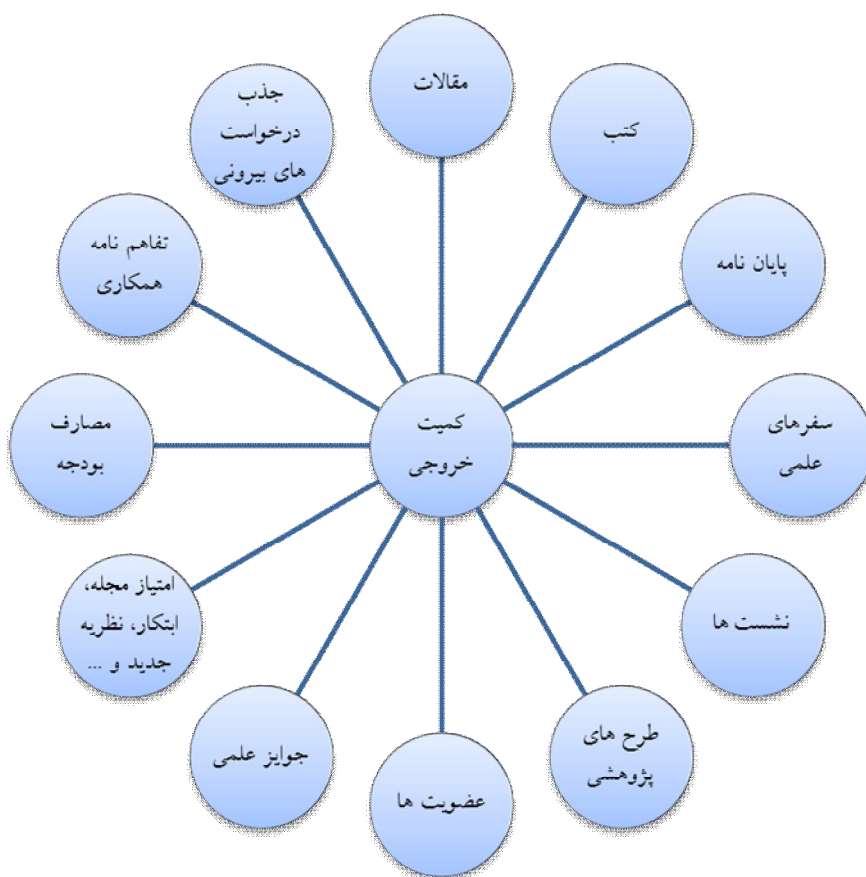 مقالات
کتب
پایان نامه
سفرهای
علمی
نشست ها
طرح های
پژوهشی
عضویت ها
جوایز علمی
امتیاز مجله،
ابتکار، نظریه
جدید و ...
مصارف
بودجه
تفاهم نامه
همکاری
جذب
درخواست
های بیرونی
کمیت
خروجی